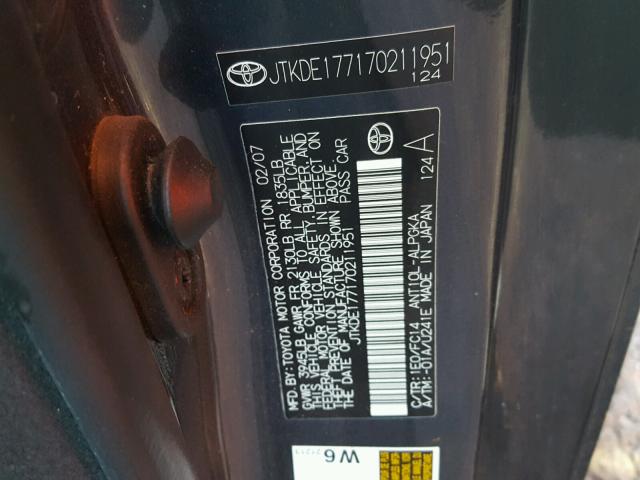 JTKDE177170211951
124
MFD.BY:TOYOTA MOTOR CORPORATION 02/07
GVWR 3945LB GAWR FR 2130LB RR 1835LB
THIS VEHICLE CONFORMS TO ALL APPLICABLE
FEDERAL MOTOR VEHICLE SAFETY, BUMPER, AND
THEFT PREVENTION STANDARDS IN EFFECT ON
THE DATE OF MANUFACTURE SHOWN ABOVE.
JTKDE177170211951 PASS CAR
A
124
C/TR:1E0/FC14 ANT10L-ALPGKA
A/TM:-01A/U241E MADE IN JAPAN
W6
21213